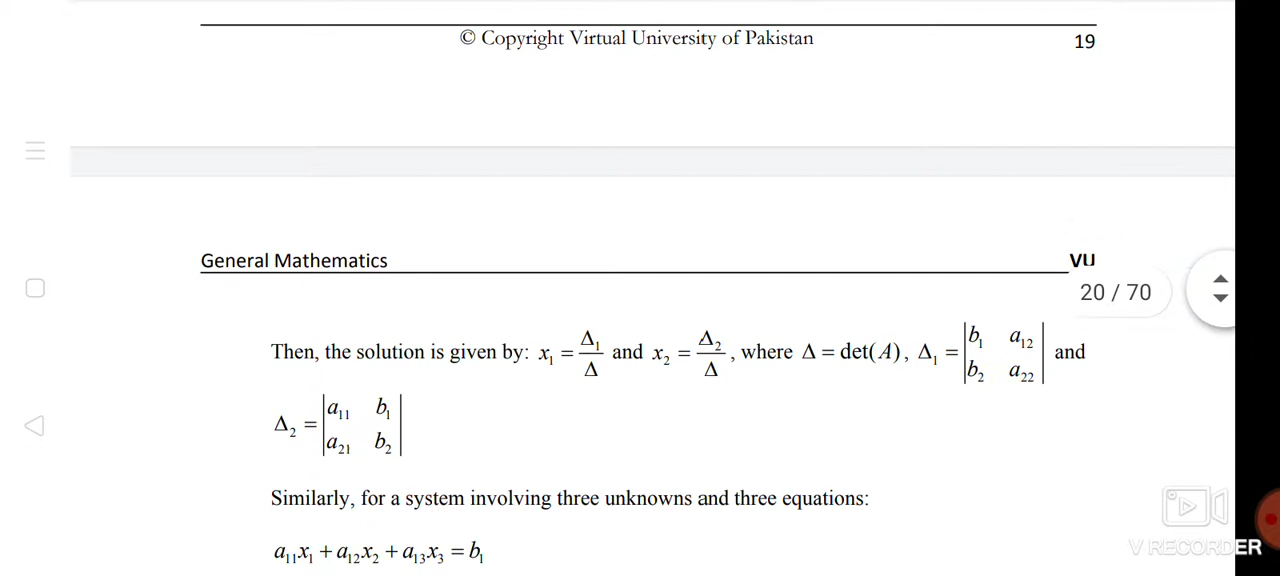 © Copyright Virtual University of Pakistan 19
General Mathematics VU
20 / 70
Then, the solution is given by: x₁ = Δ₁/Δ and x₂ = Δ₂/Δ, where Δ = det(A), Δ₁ = |b₁ a₁₂; b₂ a₂₂| and
Δ₂ = |a₁₁ b₁; a₂₁ b₂|
Similarly, for a system involving three unknowns and three equations:
a₁₁x₁ + a₁₂x₂ + a₁₃x₃ = b₁
V RECORDER